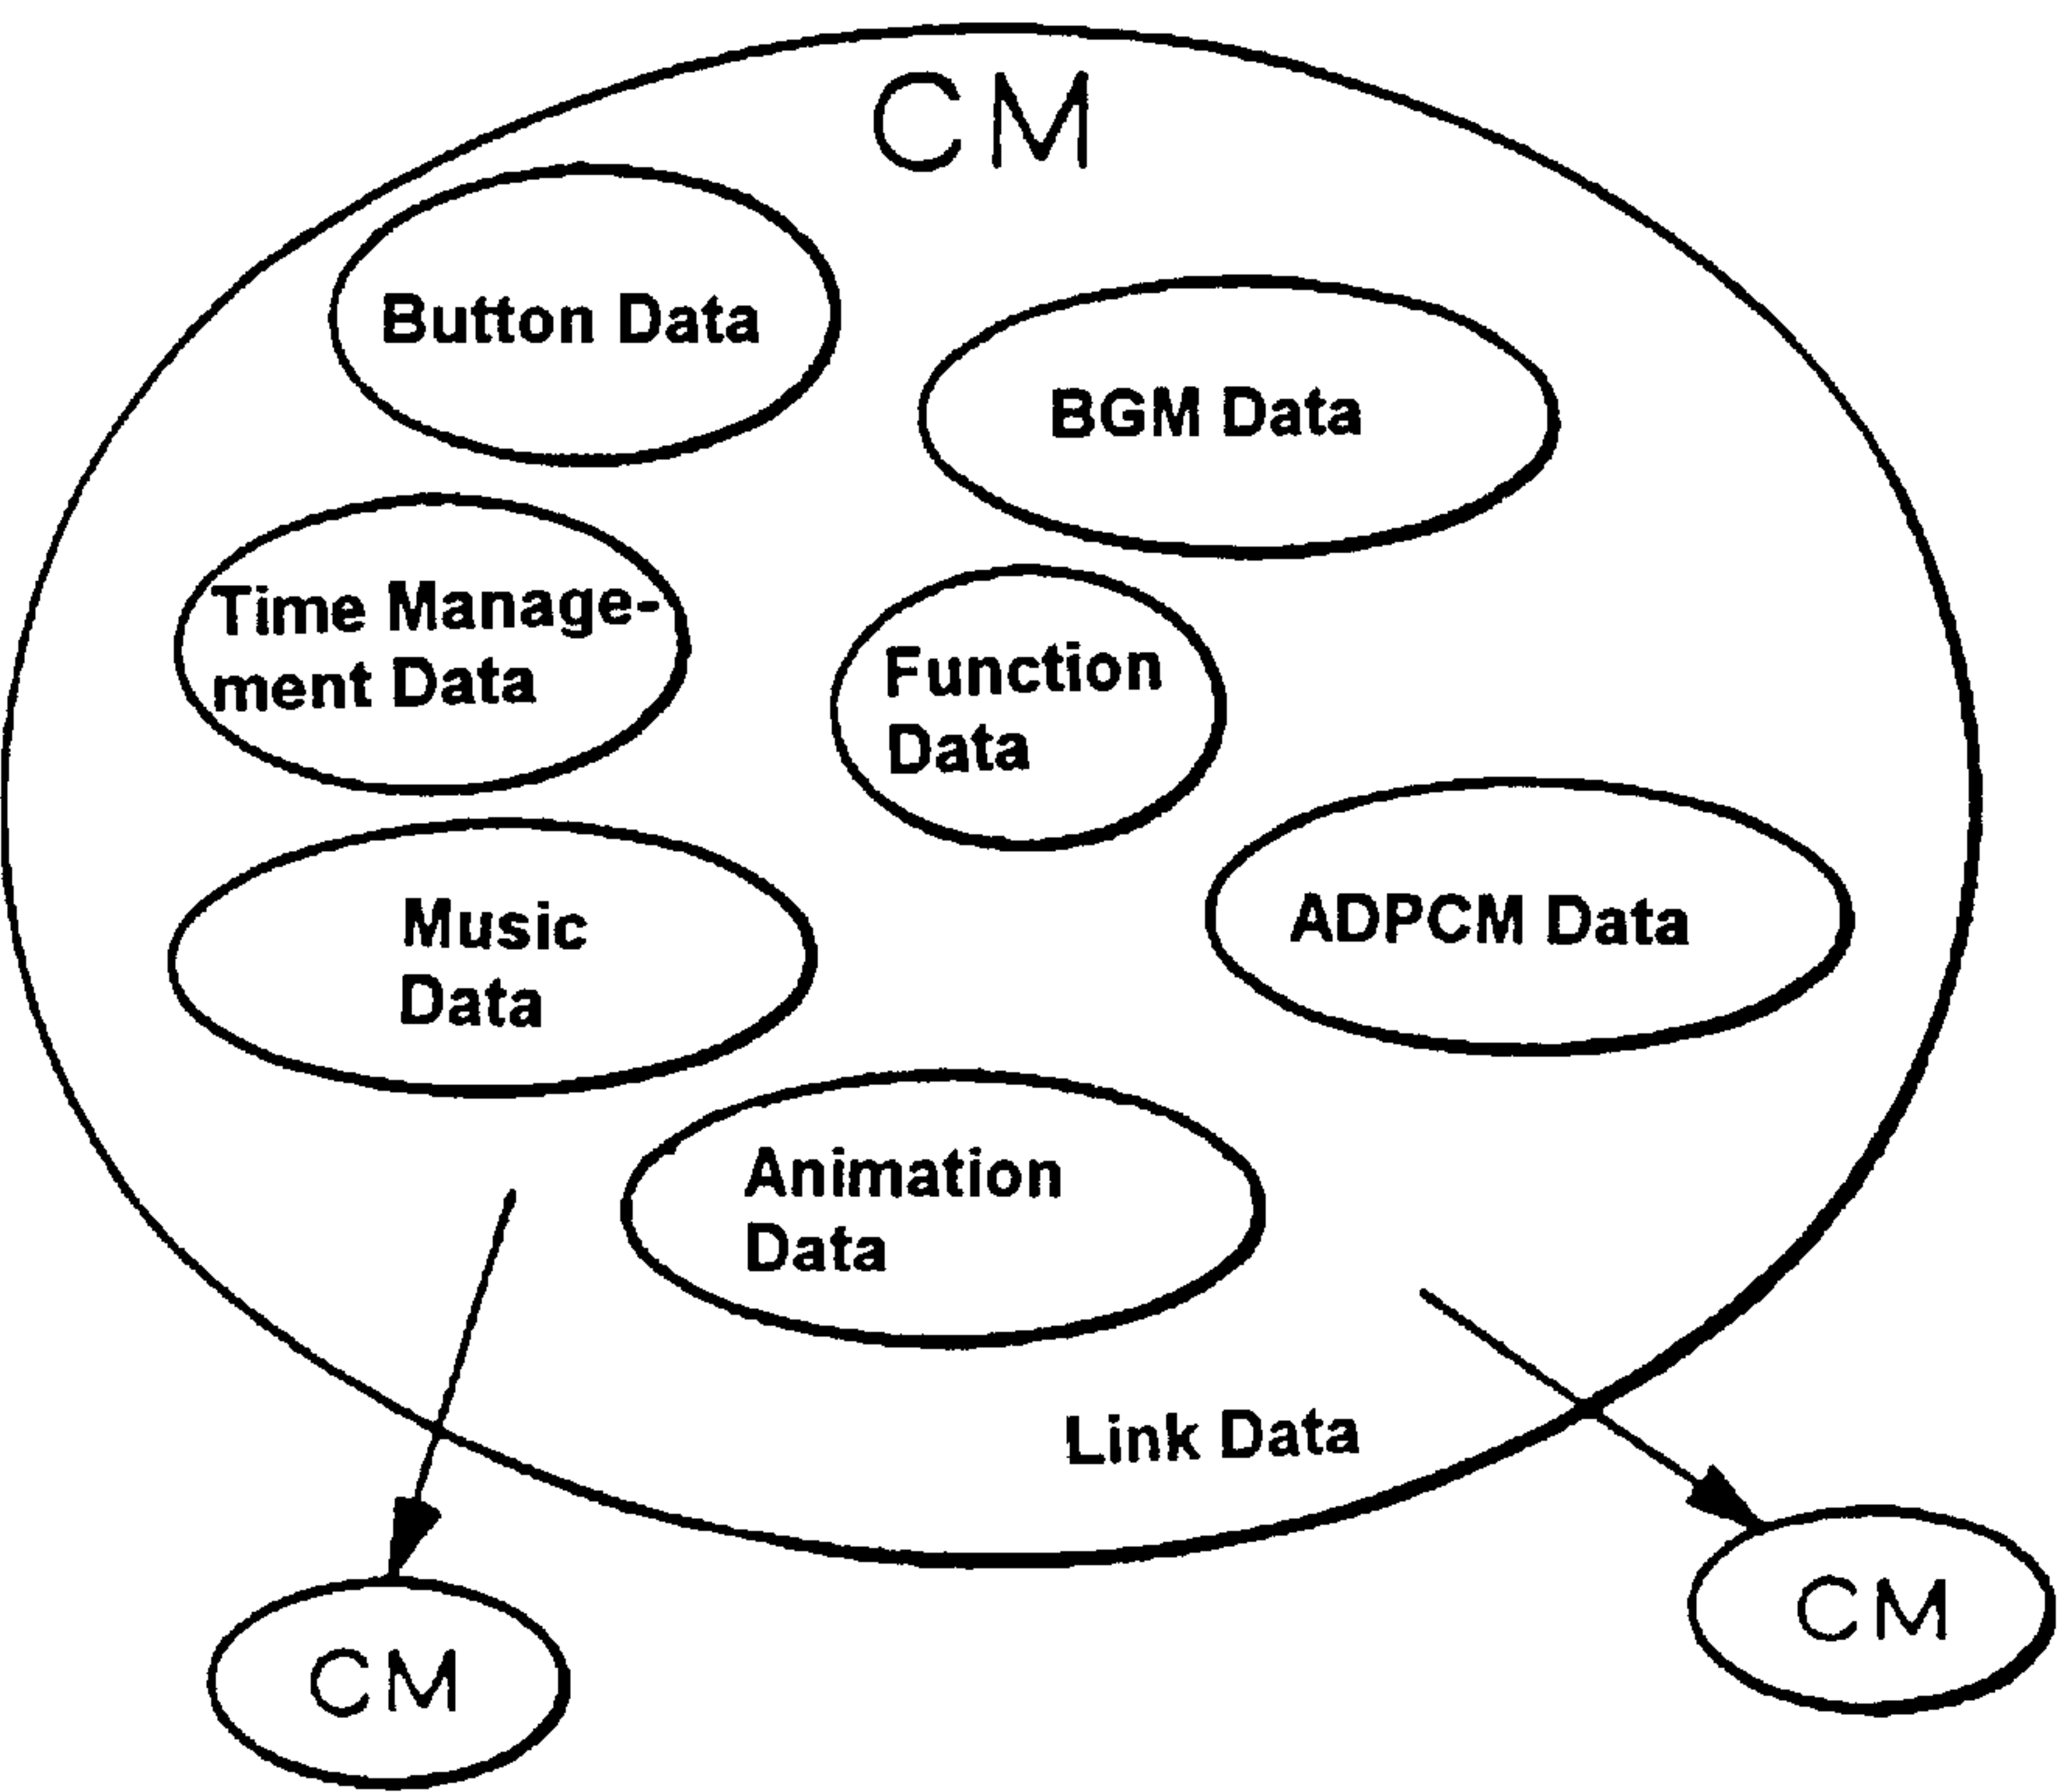 CM
Button Data
BGM Data
Time Manage-
ment Data
Function
Data
Music
Data
ADPCM Data
Animation
Data
Link Data
CM
CM